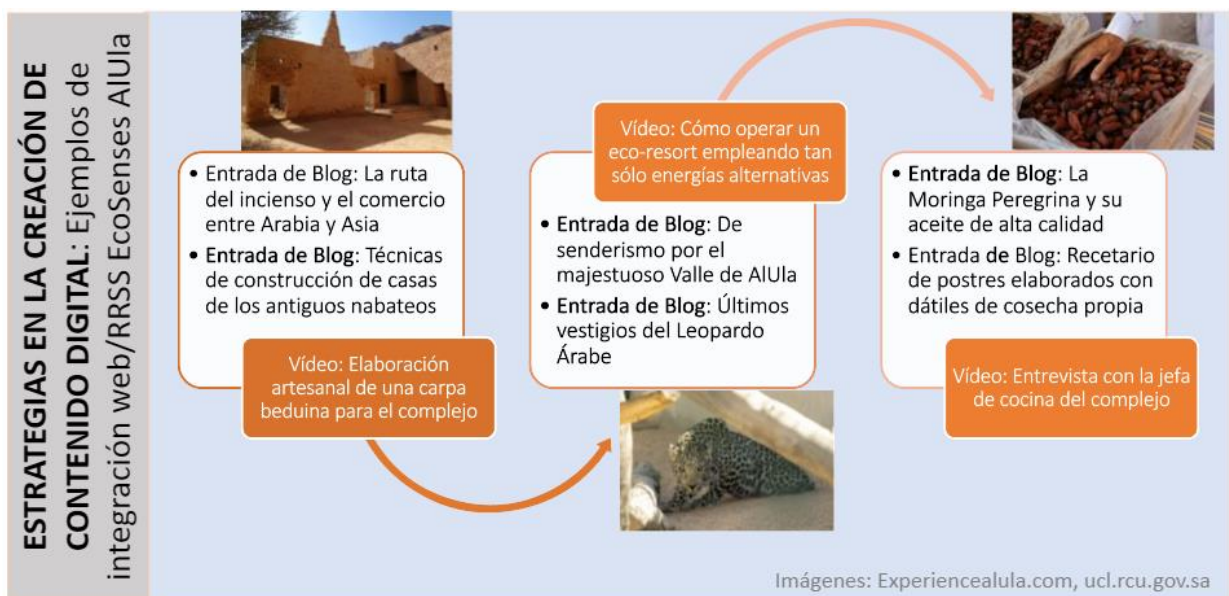 ESTRATEGIAS EN LA CREACIÓN DE
CONTENIDO DIGITAL: Ejemplos de
integración web/RRSS EcoSenses AlUla
• Entrada de Blog: La ruta
del incienso y el comercio
entre Arabia y Asia
• Entrada de Blog: Técnicas
de construcción de casas
de los antiguos nabateos
Vídeo: Elaboración
artesanal de una carpa
beduina para el complejo
Vídeo: Cómo operar un
eco-resort empleando tan
sólo energías alternativas
• Entrada de Blog: De
senderismo por el
majestuoso Valle de AlUla
• Entrada de Blog: Últimos
vestigios del Leopardo
Árabe
• Entrada de Blog: La
Moringa Peregrina y su
aceite de alta calidad
• Entrada de Blog: Recetario
de postres elaborados con
dátiles de cosecha propia
Vídeo: Entrevista con la jefa
de cocina del complejo
Imágenes: Experiencealula.com, ucl.rcu.gov.sa